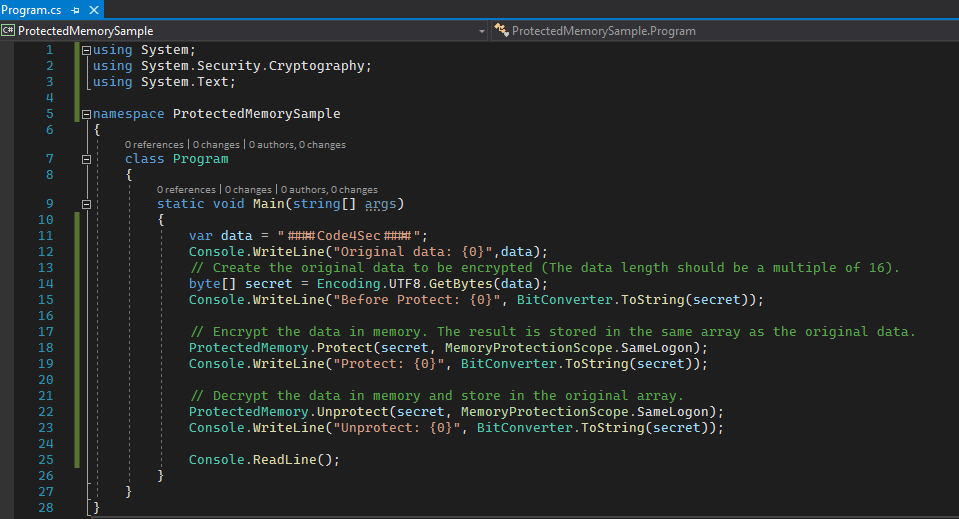 Program.cs
C# ProtectedMemorySample ProtectedMemorySample.Program
1 using System;
2 using System.Security.Cryptography;
3 using System.Text;
4
5 namespace ProtectedMemorySample
6 {
0 references | 0 changes | 0 authors, 0 changes
7 class Program
8 {
0 references | 0 changes | 0 authors, 0 changes
9 static void Main(string[] args)
10 {
11 var data = "####Code4Sec####";
12 Console.WriteLine("Original data: {0}",data);
13 // Create the original data to be encrypted (The data length should be a multiple of 16).
14 byte[] secret = Encoding.UTF8.GetBytes(data);
15 Console.WriteLine("Before Protect: {0}", BitConverter.ToString(secret));
16
17 // Encrypt the data in memory. The result is stored in the same array as the original data.
18 ProtectedMemory.Protect(secret, MemoryProtectionScope.SameLogon);
19 Console.WriteLine("Protect: {0}", BitConverter.ToString(secret));
20
21 // Decrypt the data in memory and store in the original array.
22 ProtectedMemory.Unprotect(secret, MemoryProtectionScope.SameLogon);
23 Console.WriteLine("Unprotect: {0}", BitConverter.ToString(secret));
24
25 Console.ReadLine();
26 }
27 }
28 }